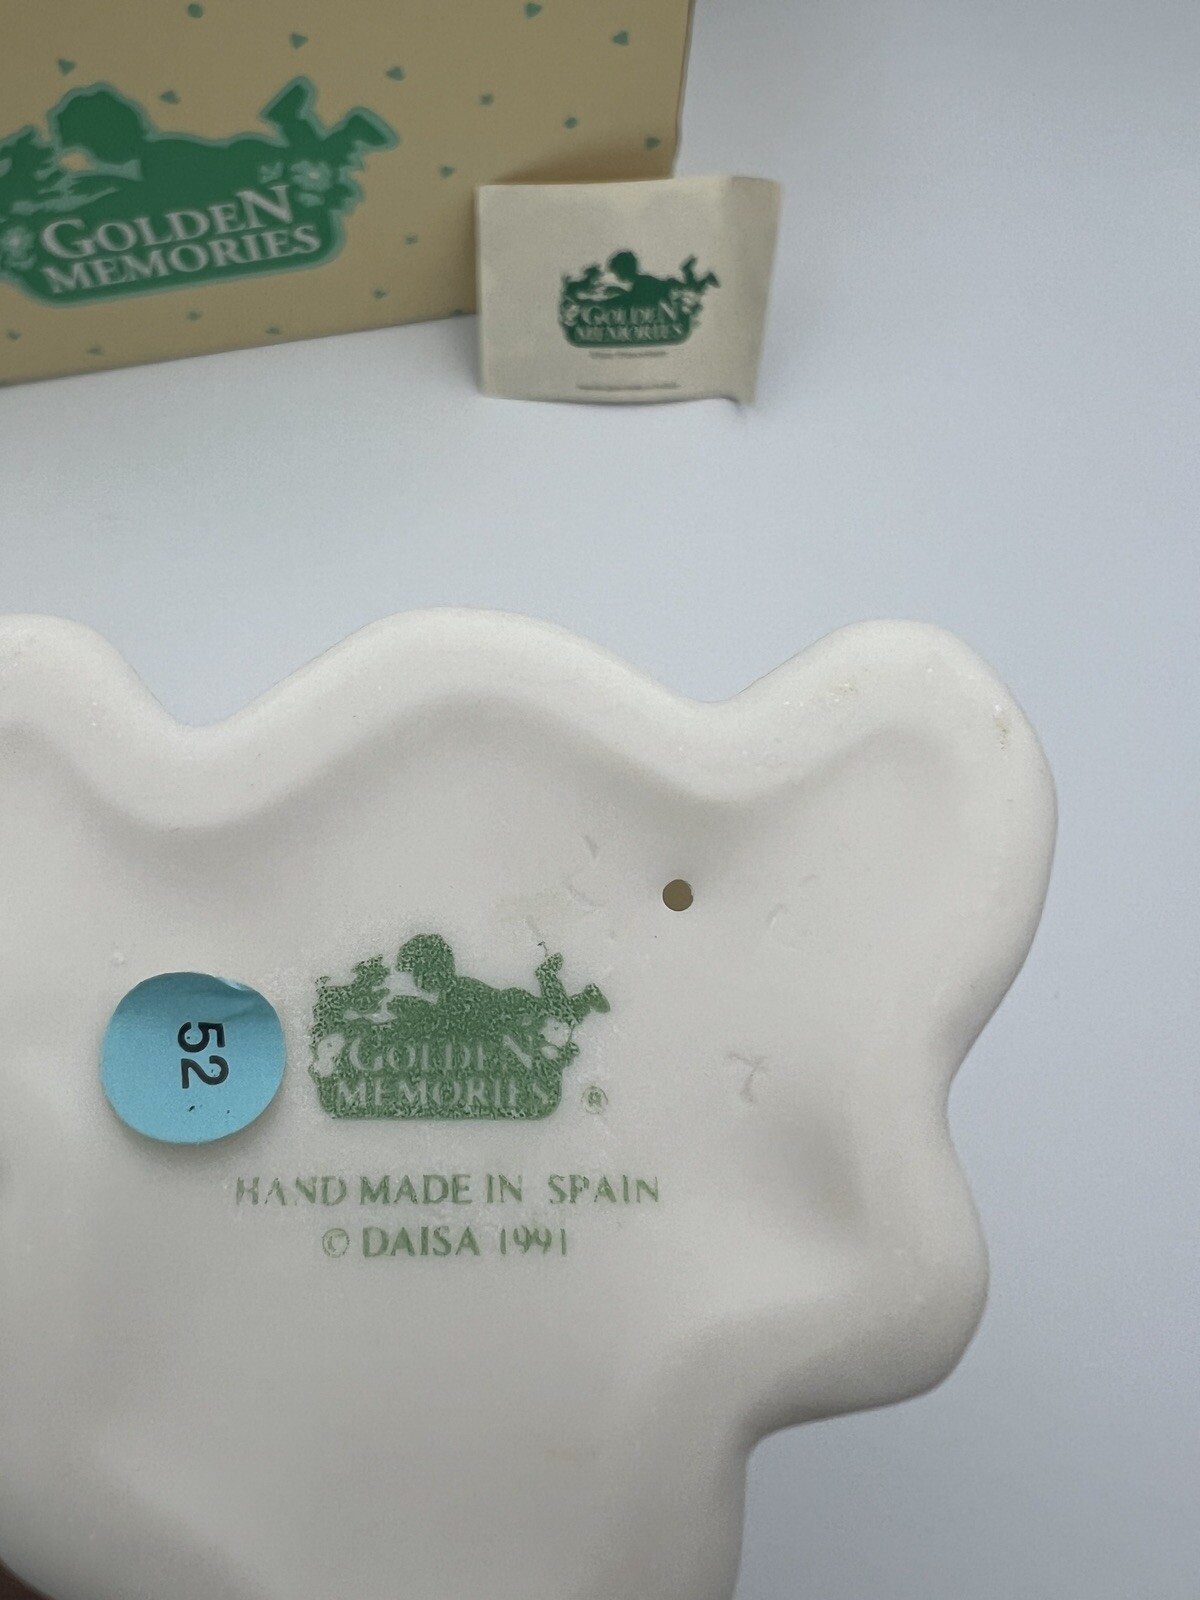 GOLDEN
MEMORIES
GOLDEN
MEMORIES
52
GOLDEN
MEMORIES ®
HAND MADE IN SPAIN
© DAISA 1991